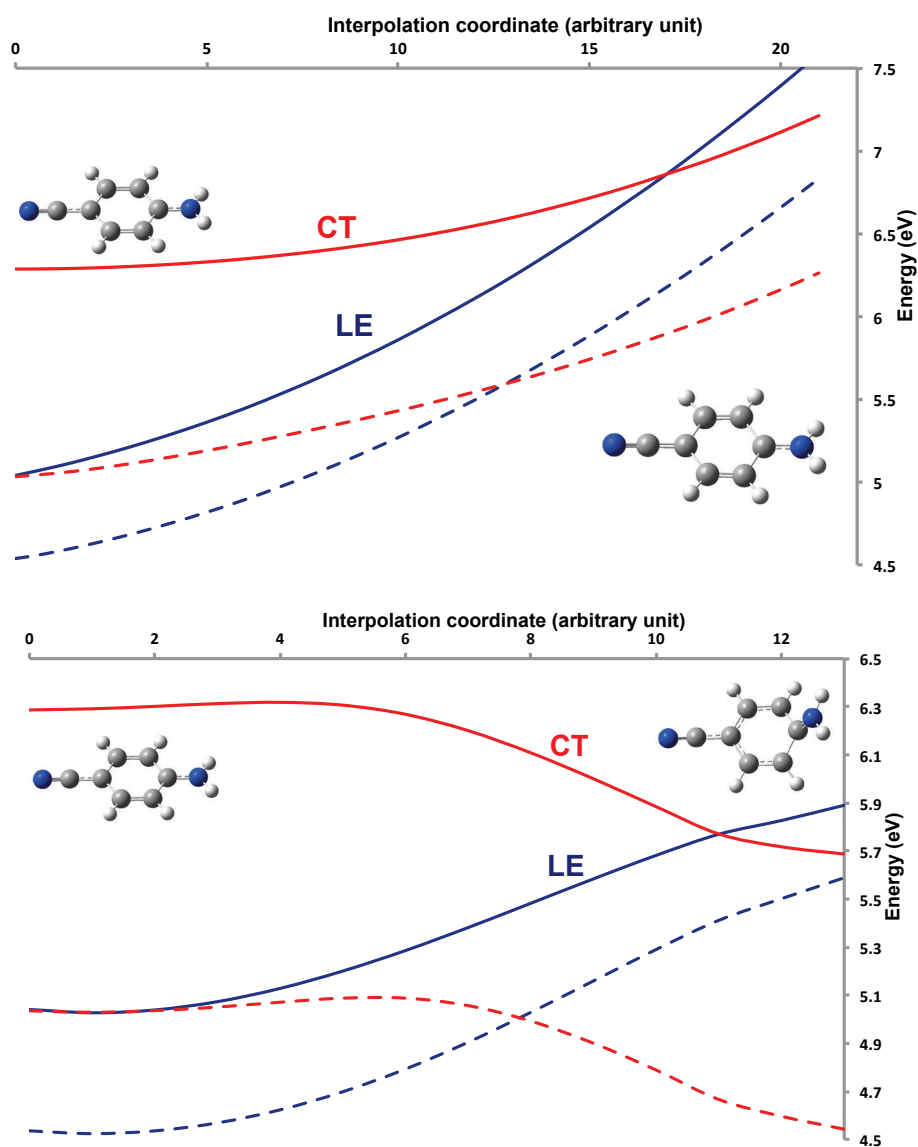 Interpolation coordinate (arbitrary unit)
0 5 10 15 20
7.5
7
6.5
6
5.5
5
4.5
Energy (eV)
CT
LE
Interpolation coordinate (arbitrary unit)
0 2 4 6 8 10 12
6.5
6.3
6.1
5.9
5.7
5.5
5.3
5.1
4.9
4.7
4.5
Energy (eV)
CT
LE